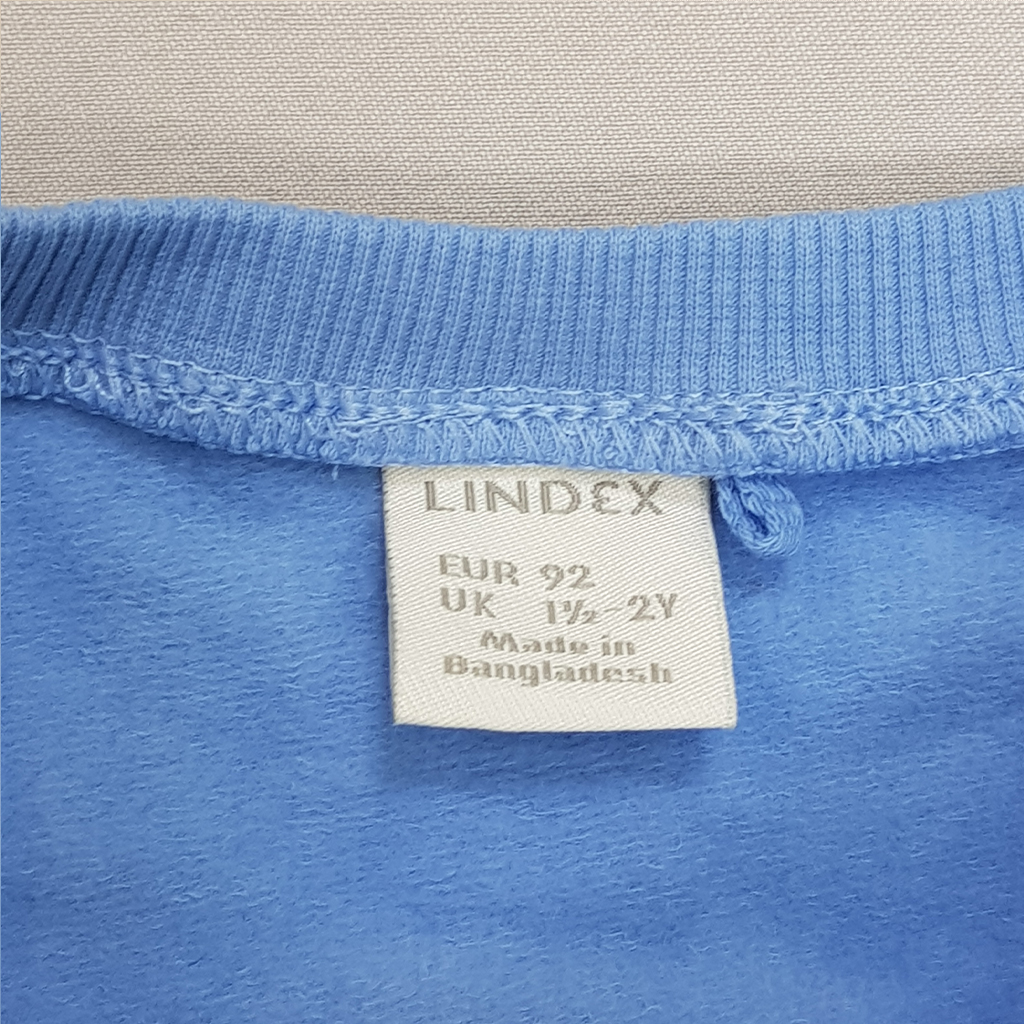 LINDEX
EUR 92
UK 1½-2Y
Made in
Bangladesh